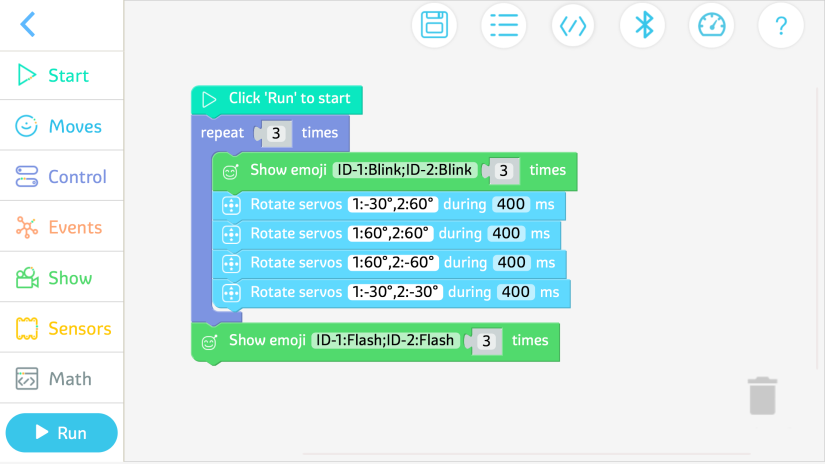 Start
Moves
Control
Events
Show
Sensors
Math
Run
?
Click 'Run' to start
repeat 3 times
Show emoji ID-1:Blink;ID-2:Blink 3 times
Rotate servos 1:-30°,2:60° during 400 ms
Rotate servos 1:60°,2:60° during 400 ms
Rotate servos 1:60°,2:-60° during 400 ms
Rotate servos 1:-30°,2:-30° during 400 ms
Show emoji ID-1:Flash;ID-2:Flash 3 times